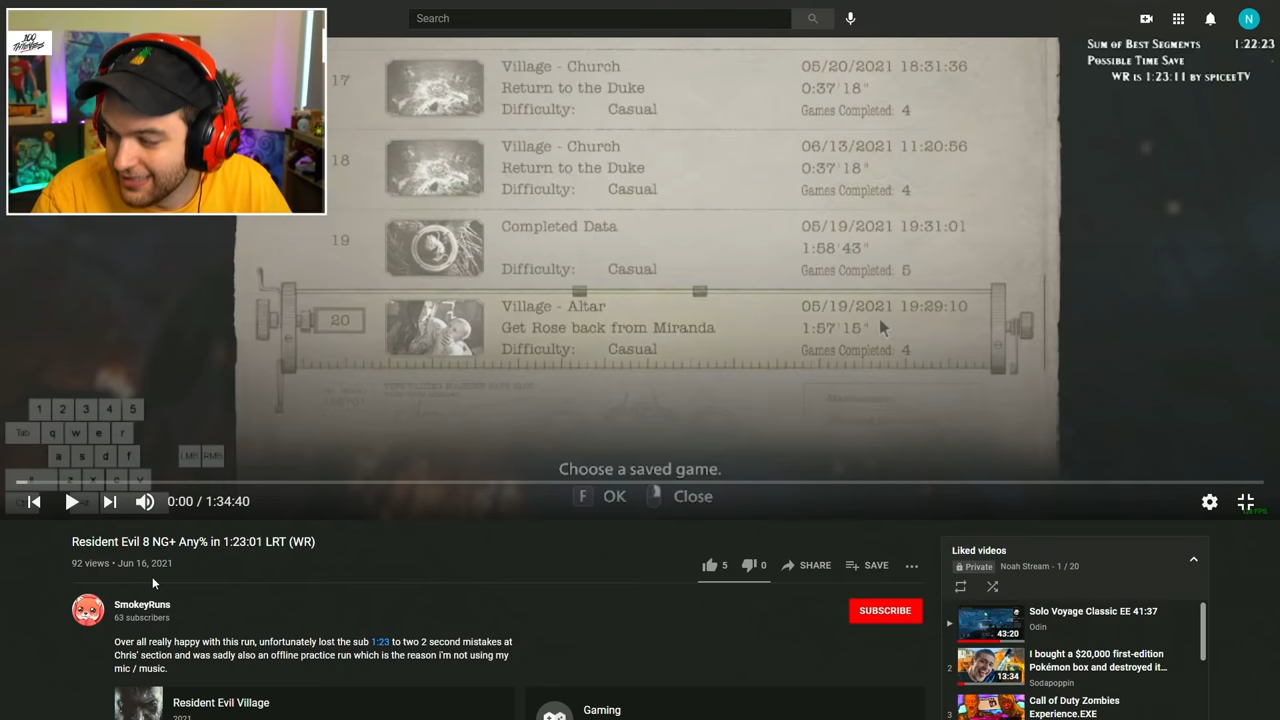 100
THIEVES
Search
N
SUM OF BEST SEGMENTS 1:22:23
POSSIBLE TIME SAVE
WR IS 1:23:11 BY SPICEETV
17
Village - Church 05/20/2021 18:31:36
Return to the Duke 0:37'18"
Difficulty: Casual Games Completed: 4
18
Village - Church 06/13/2021 11:20:56
Return to the Duke 0:37'18"
Difficulty: Casual Games Completed: 4
19
Completed Data 05/19/2021 19:31:01
1:58'43"
Difficulty: Casual Games Completed: 5
20
Village - Altar 05/19/2021 19:29:10
Get Rose back from Miranda 1:57'15"
Difficulty: Casual Games Completed: 4
1 2 3 4 5
Tab q w e r
a s d f LMB RMB
z x c v
Choose a saved game.
F OK Close
0:00 / 1:34:40
FPS
Resident Evil 8 NG+ Any% in 1:23:01 LRT (WR)
92 views • Jun 16, 2021
5 0 SHARE SAVE
SmokeyRuns
63 subscribers
SUBSCRIBE
Over all really happy with this run, unfortunately lost the sub 1:23 to two 2 second mistakes at
Chris' section and was sadly also an offline practice run which is the reason i'm not using my
mic / music.
Resident Evil Village
2021
Gaming
Liked videos
Private Noah Stream - 1 / 20
Solo Voyage Classic EE 41:37
Odin
43:20
2
I bought a $20,000 first-edition
Pokémon box and destroyed it...
Sodapoppin
13:34
3
Call of Duty Zombies
Experience.EXE